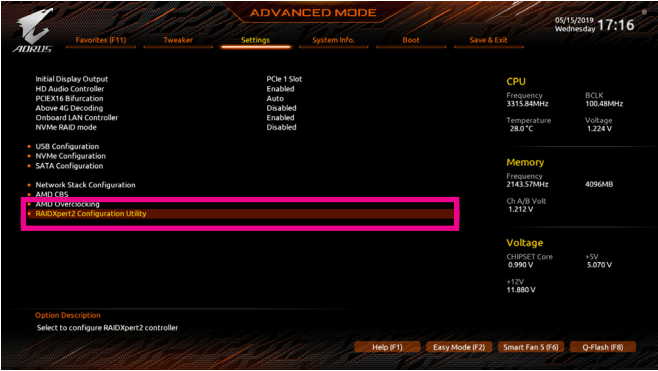 ADVANCED MODE
05/15/2019 Wednesday 17:16
AORUS
Favorites (F11) Tweaker Settings System Info. Boot Save & Exit
Initial Display Output PCIe 1 Slot
HD Audio Controller Enabled
PCIEX16 Bifurcation Auto
Above 4G Decoding Disabled
Onboard LAN Controller Enabled
NVMe RAID mode Disabled
USB Configuration
NVMe Configuration
SATA Configuration
Network Stack Configuration
AMD CBS
AMD Overclocking
RAIDXpert2 Configuration Utility
CPU
Frequency BCLK
3315.84MHz 100.48MHz
Temperature Voltage
28.0 °C 1.224 V
Memory
Frequency
2143.57MHz 4096MB
Ch A/B Volt
1.212 V
Voltage
CHIPSET Core +5V
0.990 V 5.070 V
+12V
11.880 V
Option Description
Select to configure RAIDXpert2 controller
Help (F1) Easy Mode (F2) Smart Fan 5 (F6) Q-Flash (F8)